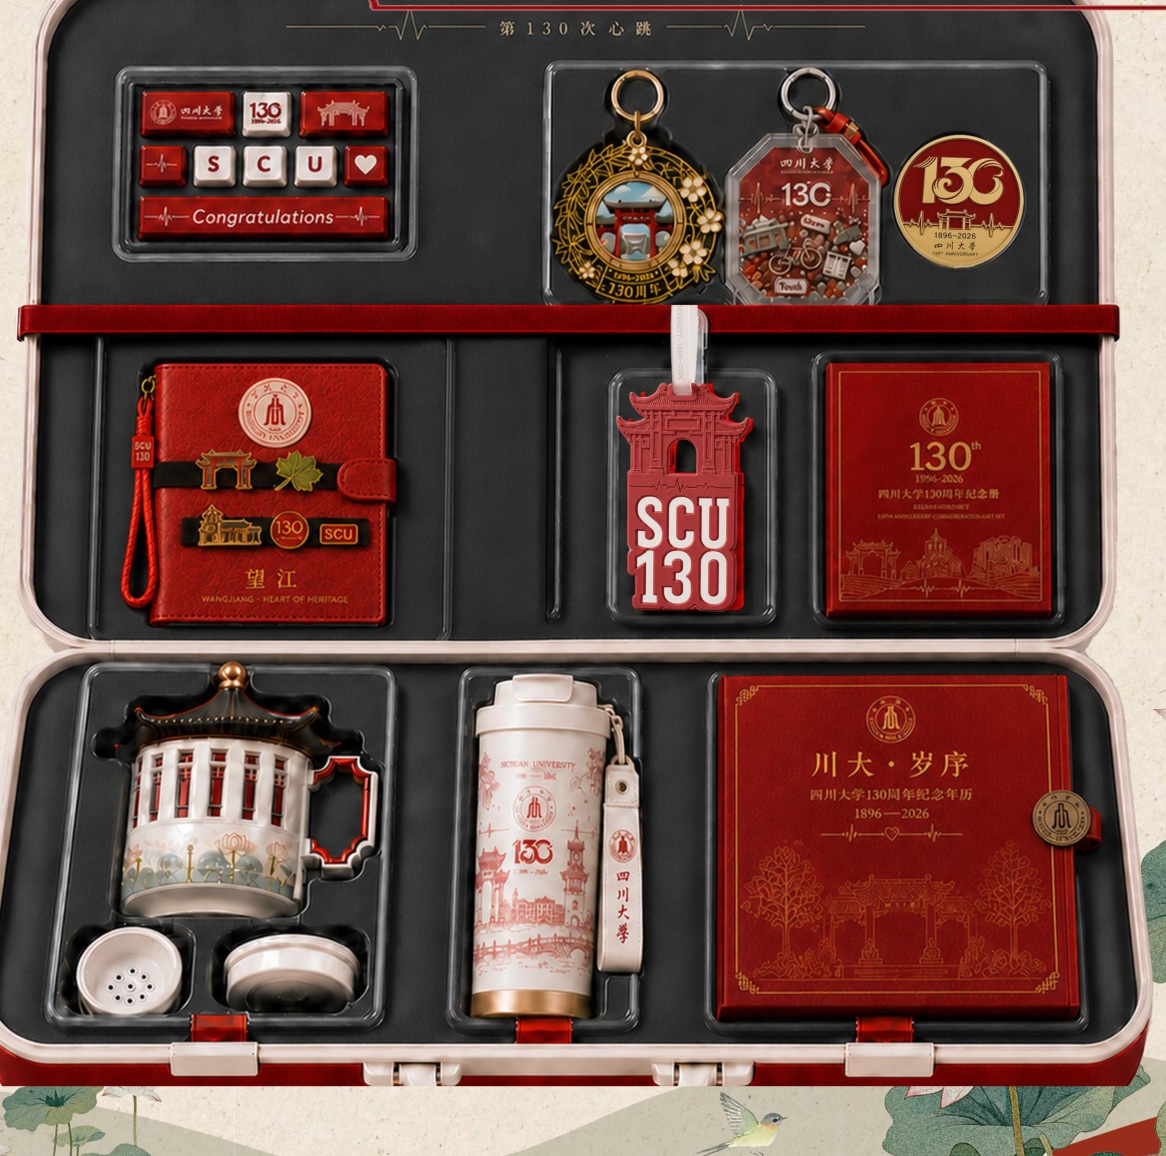 第130次心跳
四川大学
130
1896-2026
S C U
Congratulations
1896-2026
130周年
四川大学
130
Charm
Touch
130
1896-2026
四川大学
130th ANNIVERSARY
SCU
130
130
SCU
望江
WANGJIANG - HEART OF HERITAGE
SCU
130
130th
1896-2026
四川大学130周年纪念册
SICHUAN UNIVERSITY
130
四川大学
川大·岁序
四川大学130周年纪念年历
1896—2026